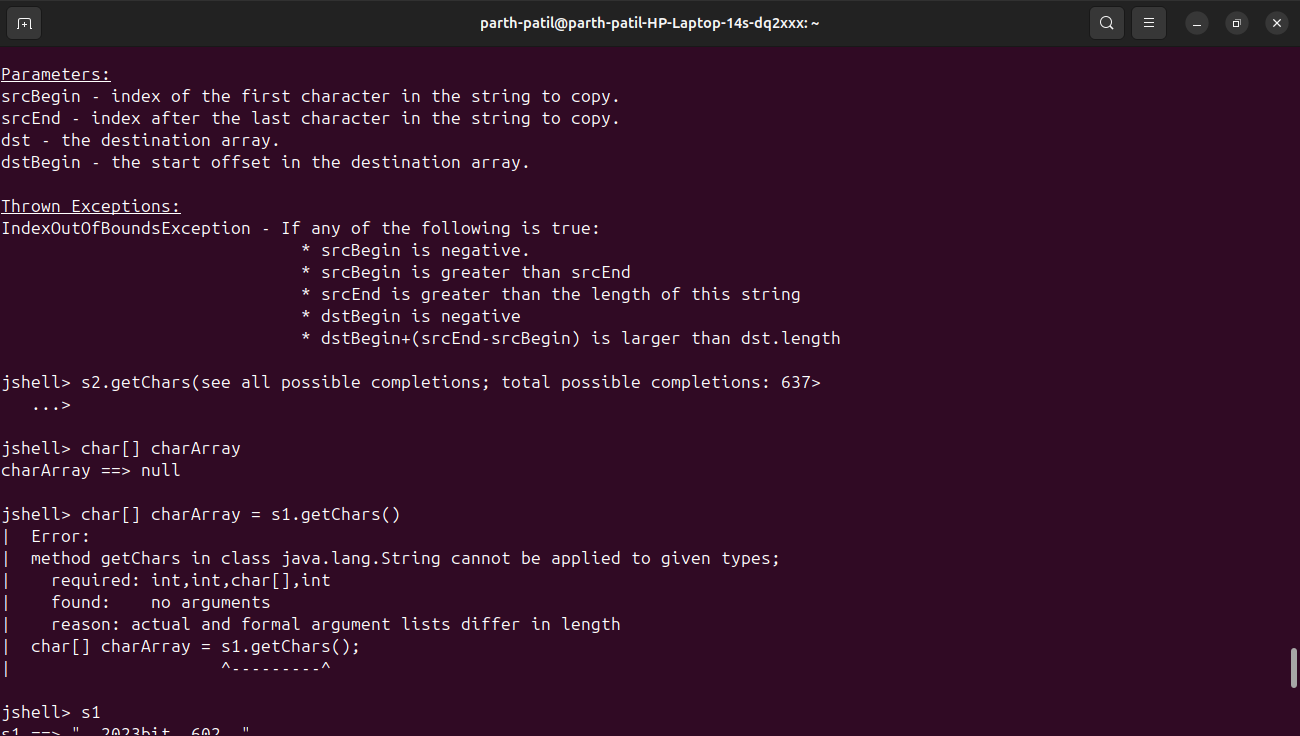 parth-patil@parth-patil-HP-Laptop-14s-dq2xxx: ~
Parameters:
srcBegin - index of the first character in the string to copy.
srcEnd - index after the last character in the string to copy.
dst - the destination array.
dstBegin - the start offset in the destination array.
Thrown Exceptions:
IndexOutOfBoundsException - If any of the following is true:
* srcBegin is negative.
* srcBegin is greater than srcEnd
* srcEnd is greater than the length of this string
* dstBegin is negative
* dstBegin+(srcEnd-srcBegin) is larger than dst.length
jshell> s2.getChars(see all possible completions; total possible completions: 637>
...>
jshell> char[] charArray
charArray ==> null
jshell> char[] charArray = s1.getChars()
|  Error:
|  method getChars in class java.lang.String cannot be applied to given types;
|    required: int,int,char[],int
|    found:    no arguments
|    reason: actual and formal argument lists differ in length
|  char[] charArray = s1.getChars();
|                     ^---------^
jshell> s1
s1 ==> "  2023bit  602  "